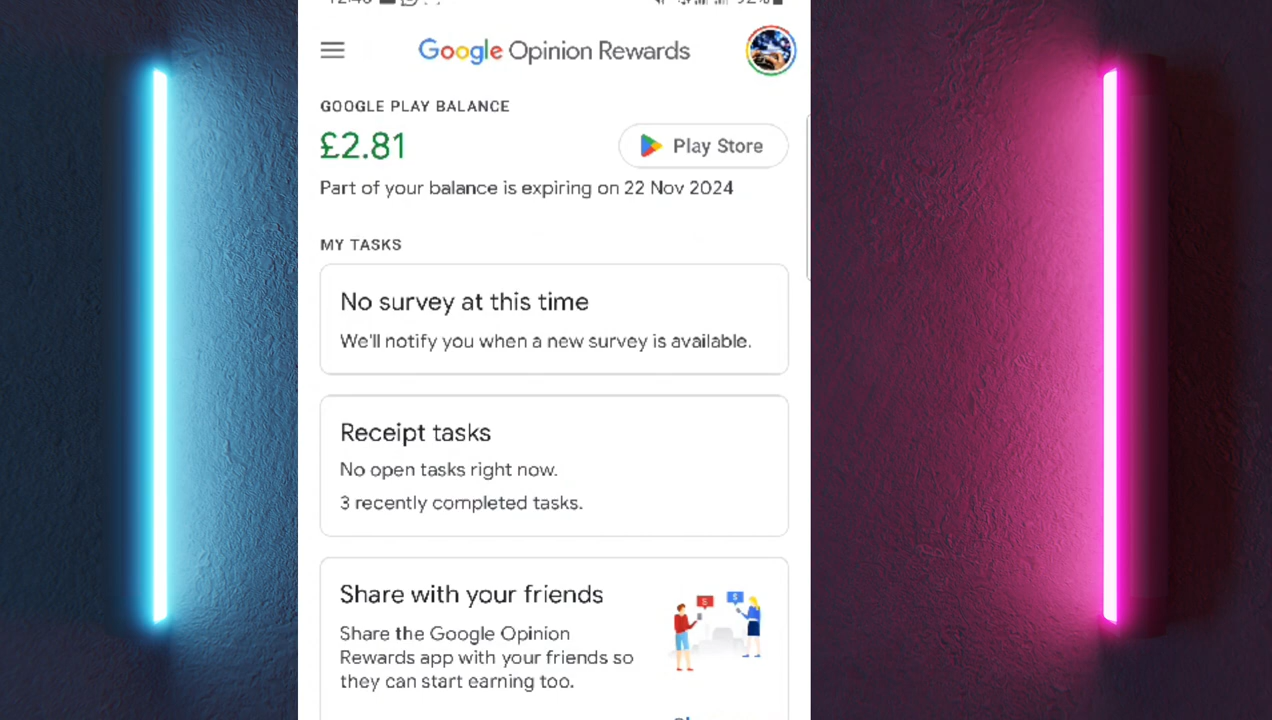 Google Opinion Rewards
GOOGLE PLAY BALANCE
£2.81
Play Store
Part of your balance is expiring on 22 Nov 2024
MY TASKS
No survey at this time
We'll notify you when a new survey is available.
Receipt tasks
No open tasks right now.
3 recently completed tasks.
Share with your friends
Share the Google Opinion
Rewards app with your friends so
they can start earning too.